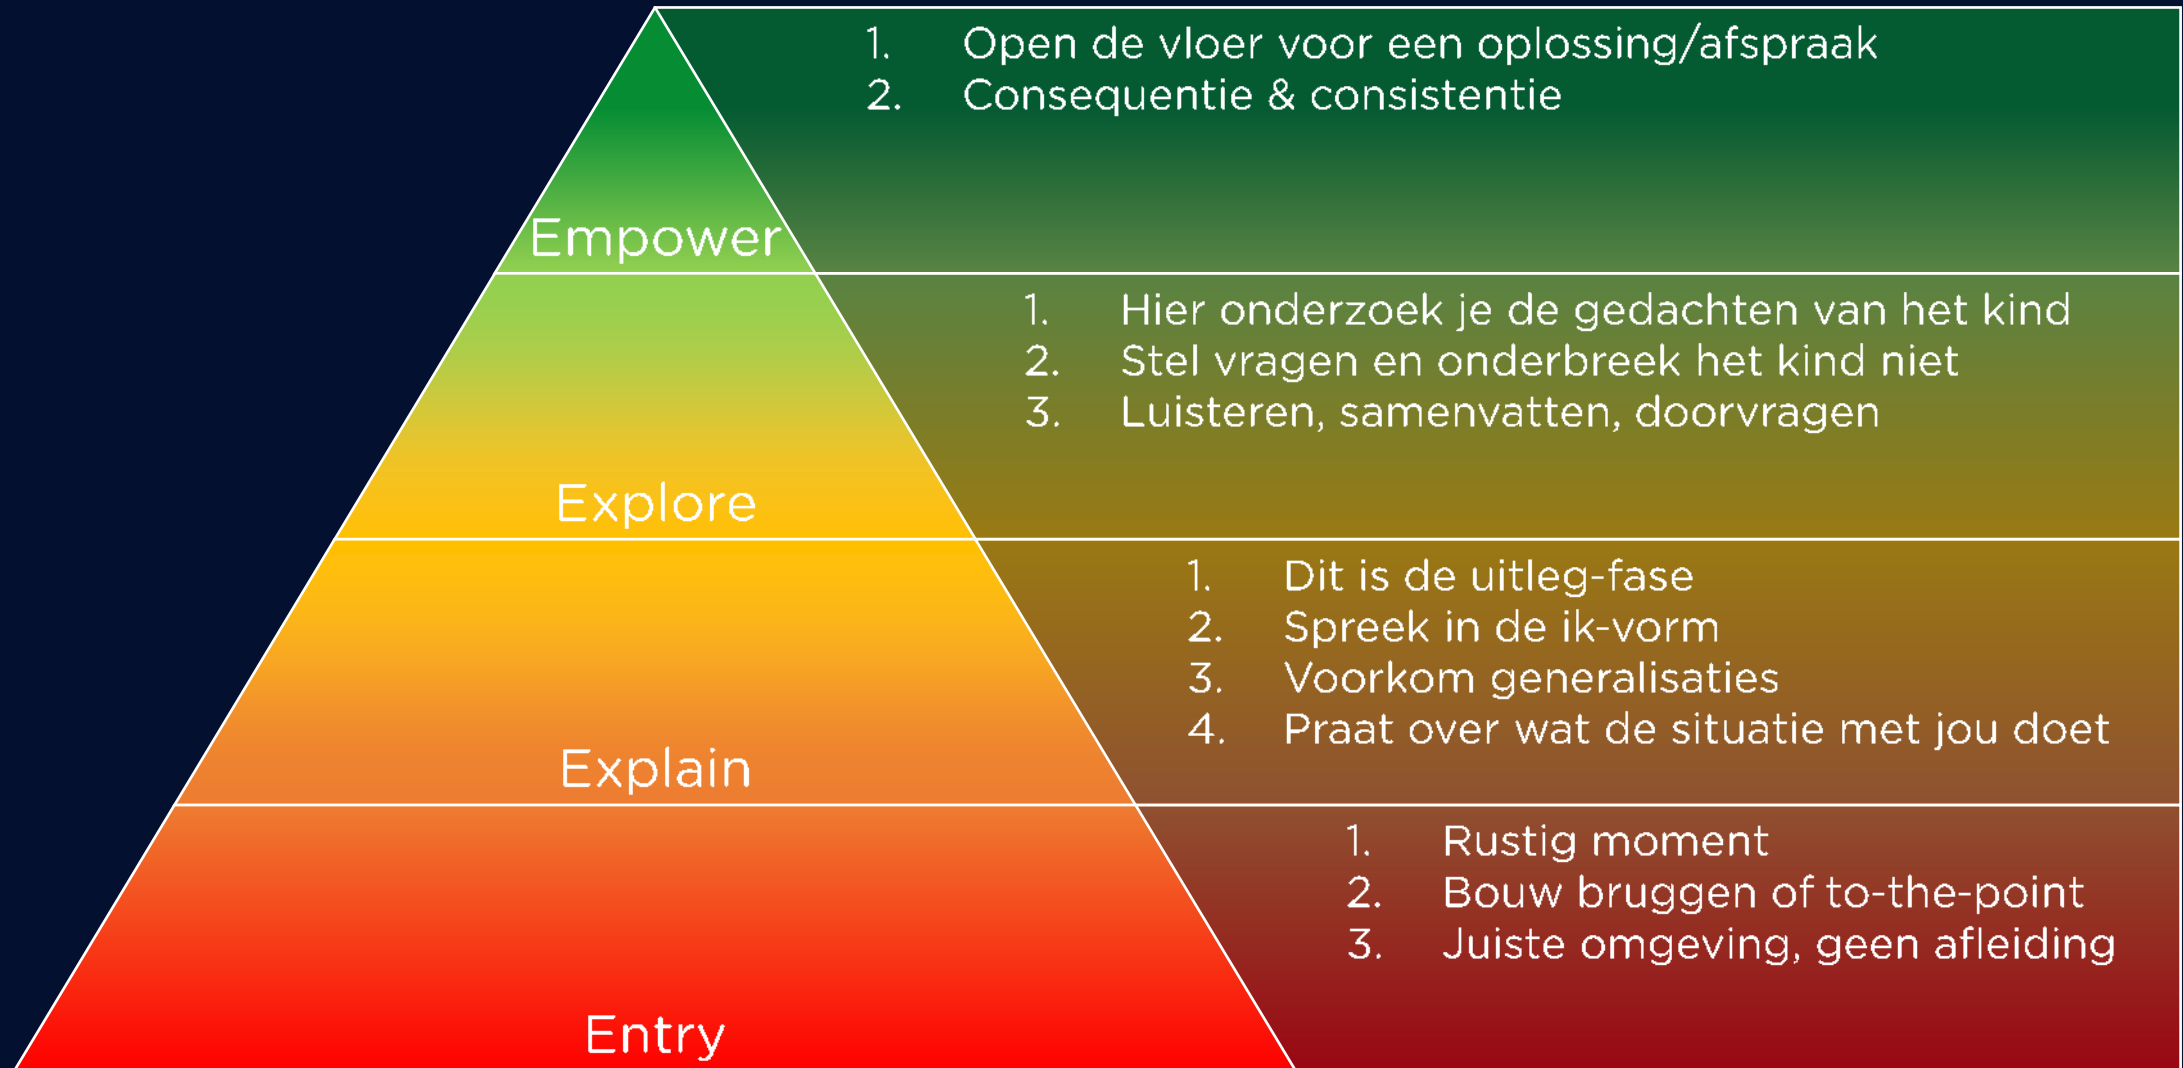 1. Open de vloer voor een oplossing/afspraak
2. Consequentie & consistentie
Empower
1. Hier onderzoek je de gedachten van het kind
2. Stel vragen en onderbreek het kind niet
3. Luisteren, samenvatten, doorvragen
Explore
1. Dit is de uitleg-fase
2. Spreek in de ik-vorm
3. Voorkom generalisaties
4. Praat over wat de situatie met jou doet
Explain
1. Rustig moment
2. Bouw bruggen of to-the-point
3. Juiste omgeving, geen afleiding
Entry